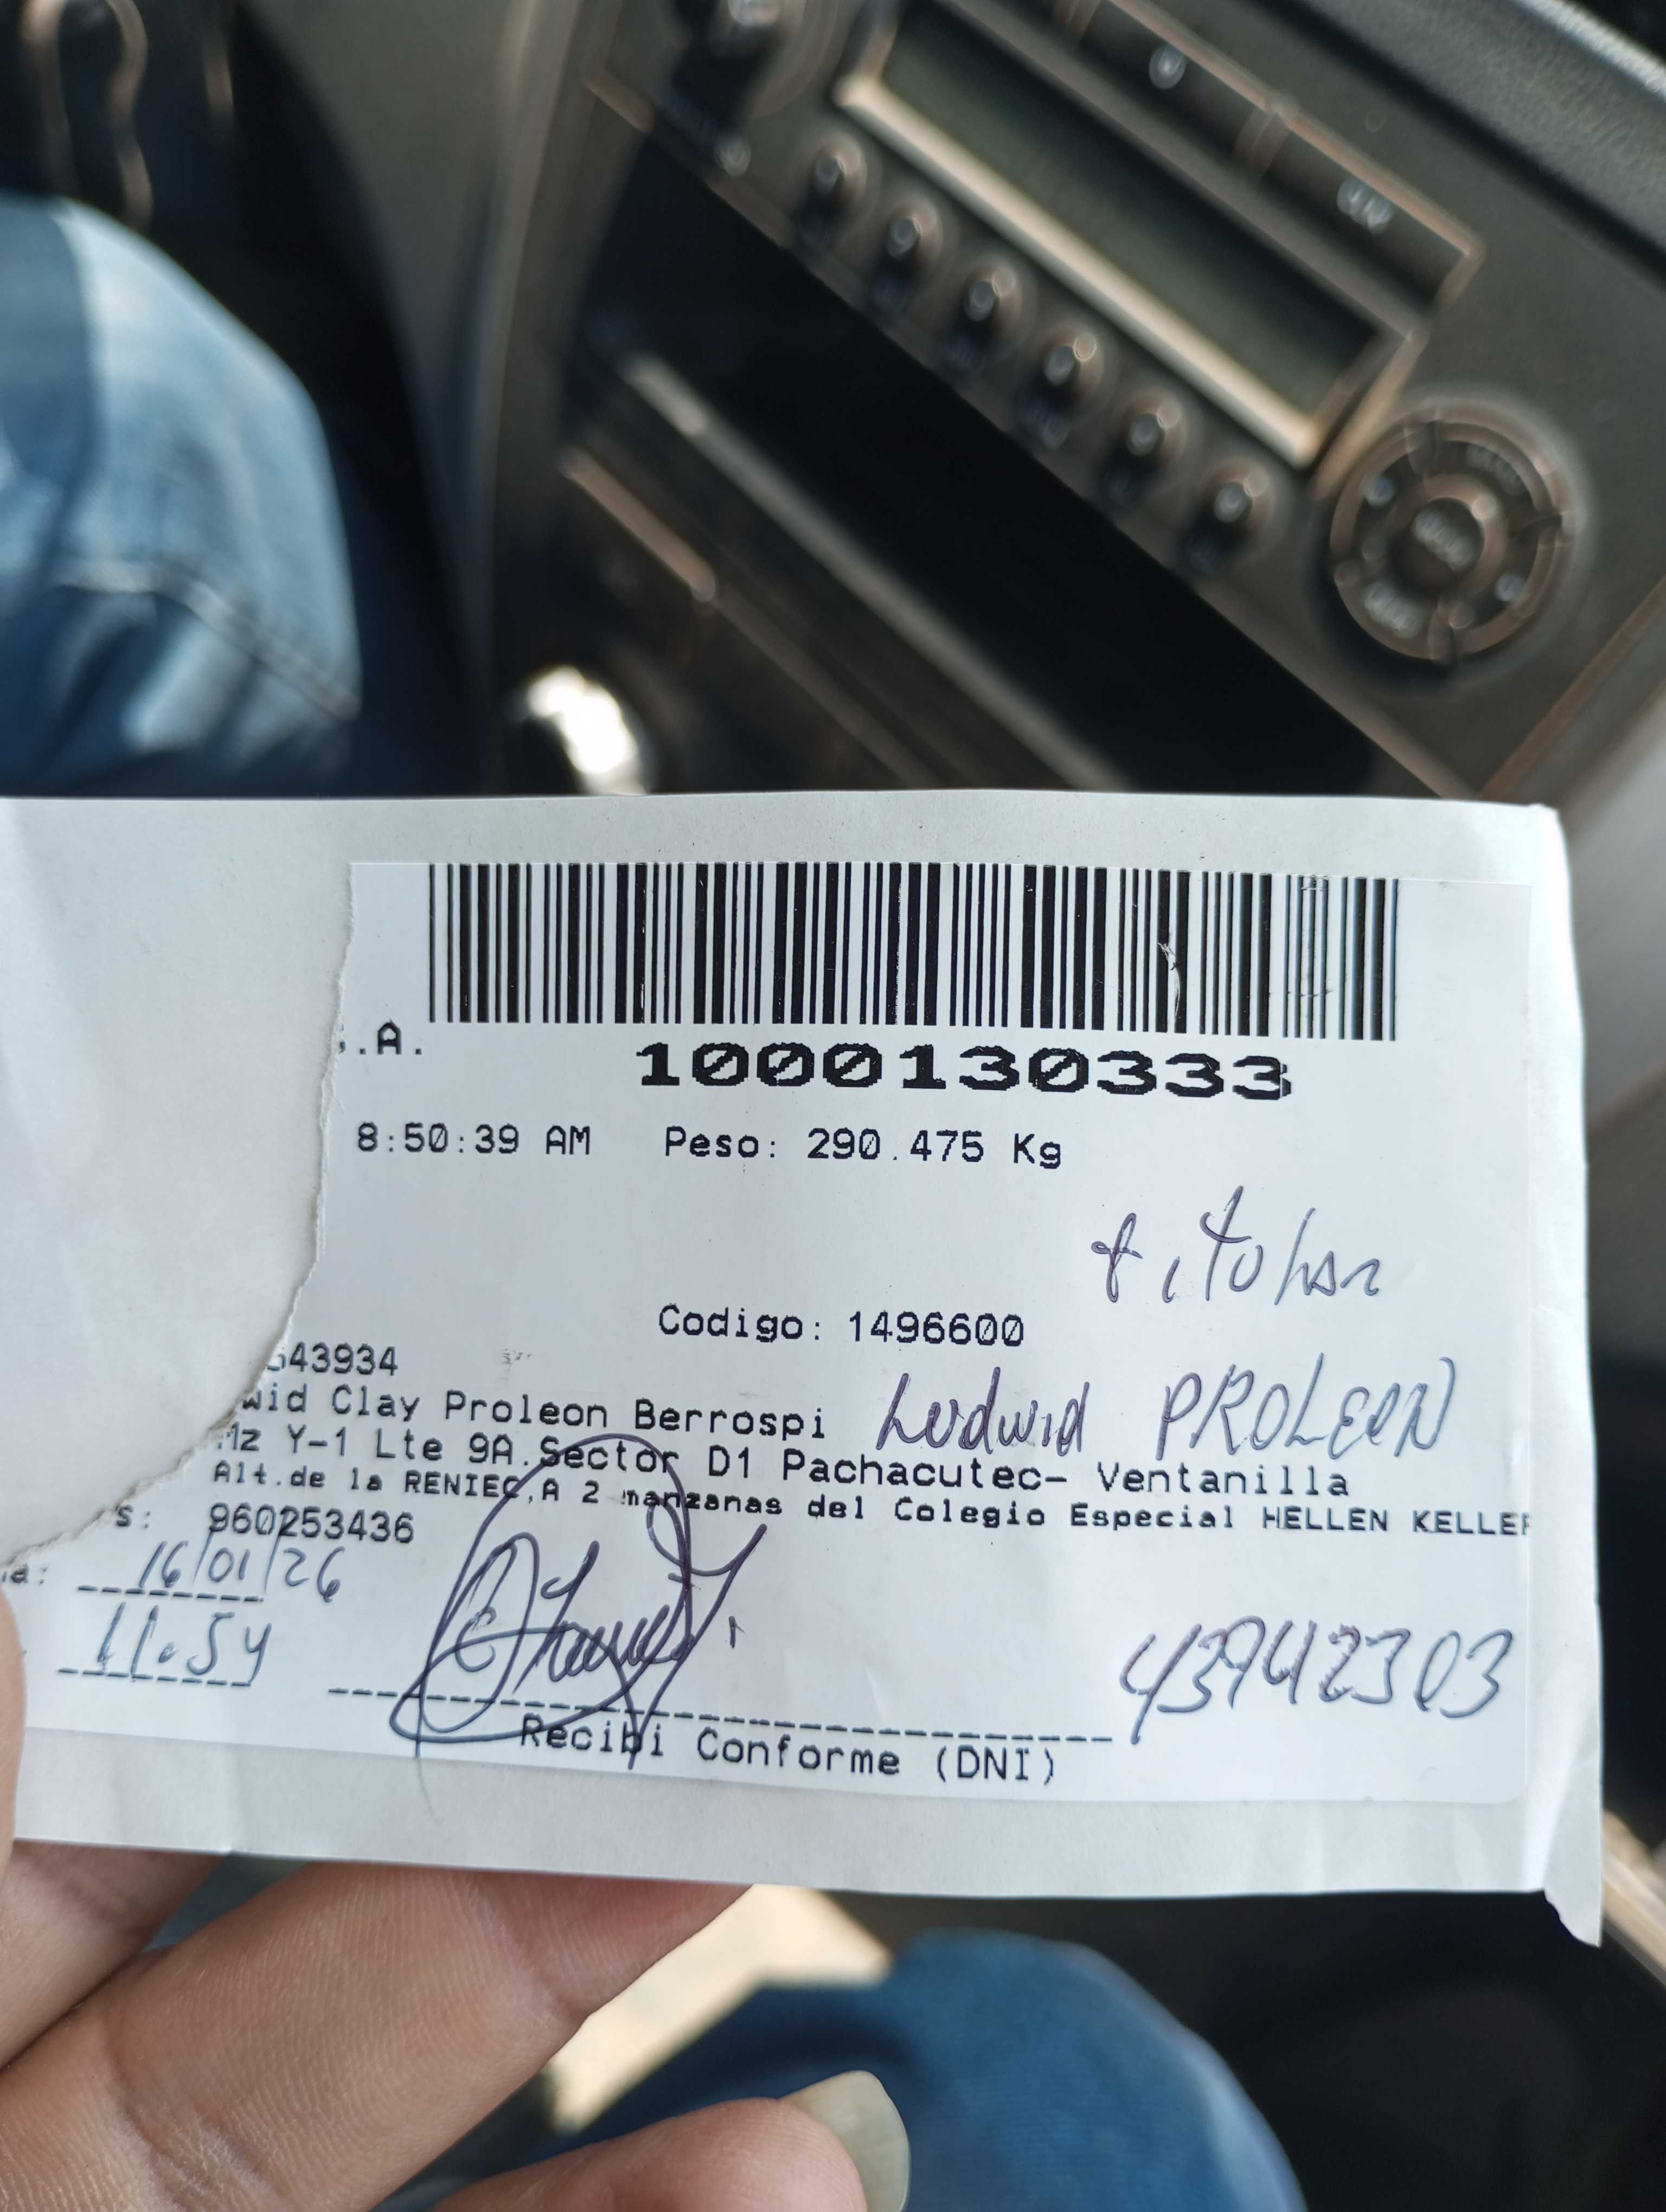 .A.
1000130333
8:50:39 AM Peso: 290.475 Kg
titular
Codigo: 1496600
43934
wid Clay Proleon Berrospi Ludwid PROLEON
Mz Y-1 Lte 9A.Sector D1 Pachacutec- Ventanilla
Alt.de la RENIEC,A 2 manzanas del Colegio Especial HELLEN KELLER
s: 960253436
a: 16/01/26
11:54
43942303
Recibi Conforme (DNI)